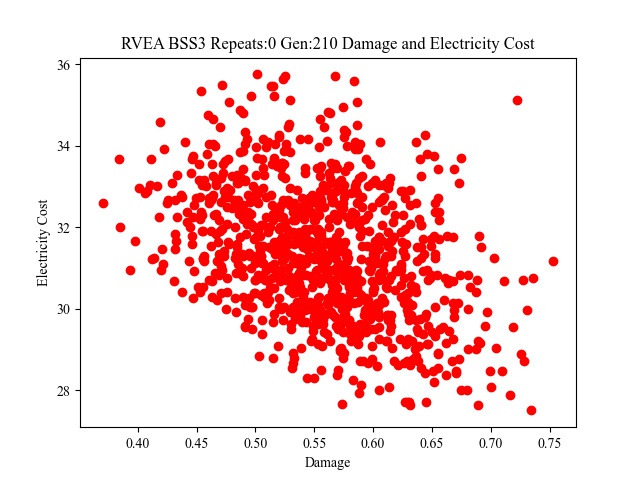 RVEA BSS3 Repeats:0 Gen:210 Damage and Electricity Cost
36
34
32
30
28
Electricity Cost
0.40 0.45 0.50 0.55 0.60 0.65 0.70 0.75
Damage